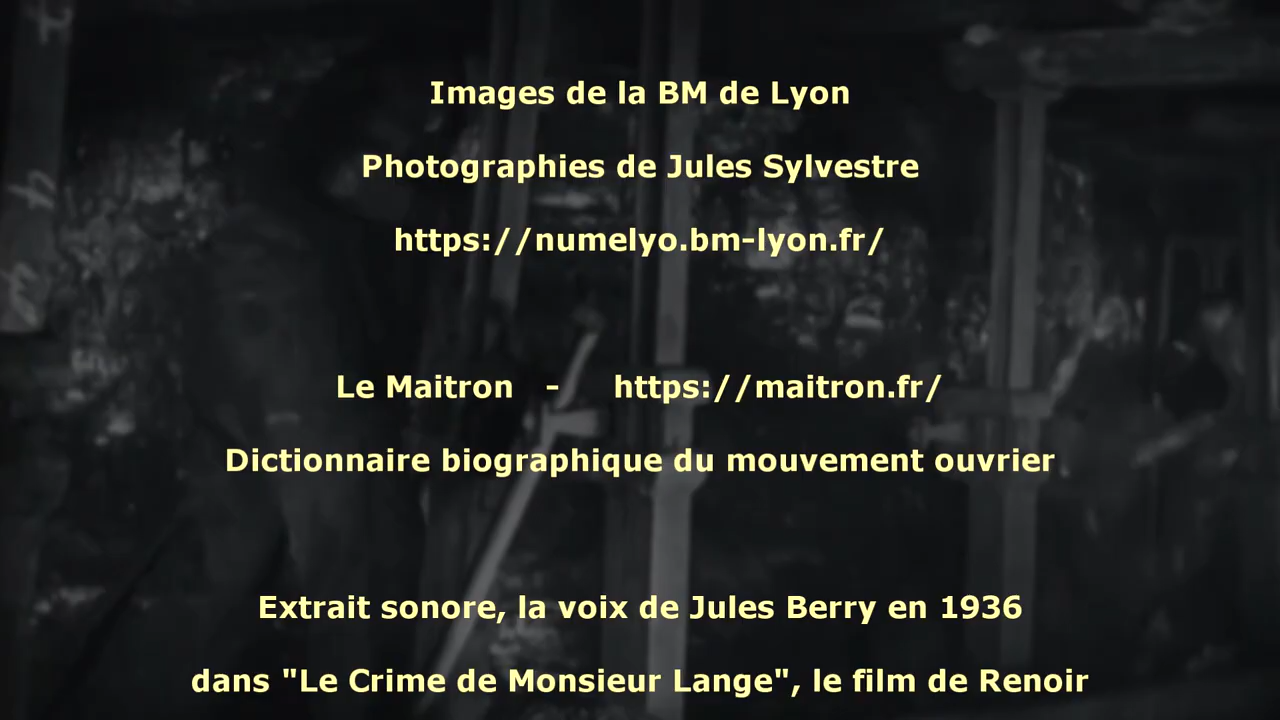 Images de la BM de Lyon
Photographies de Jules Sylvestre
https://numelyo.bm-lyon.fr/
Le Maitron - https://maitron.fr/
Dictionnaire biographique du mouvement ouvrier
Extrait sonore, la voix de Jules Berry en 1936
dans "Le Crime de Monsieur Lange", le film de Renoir